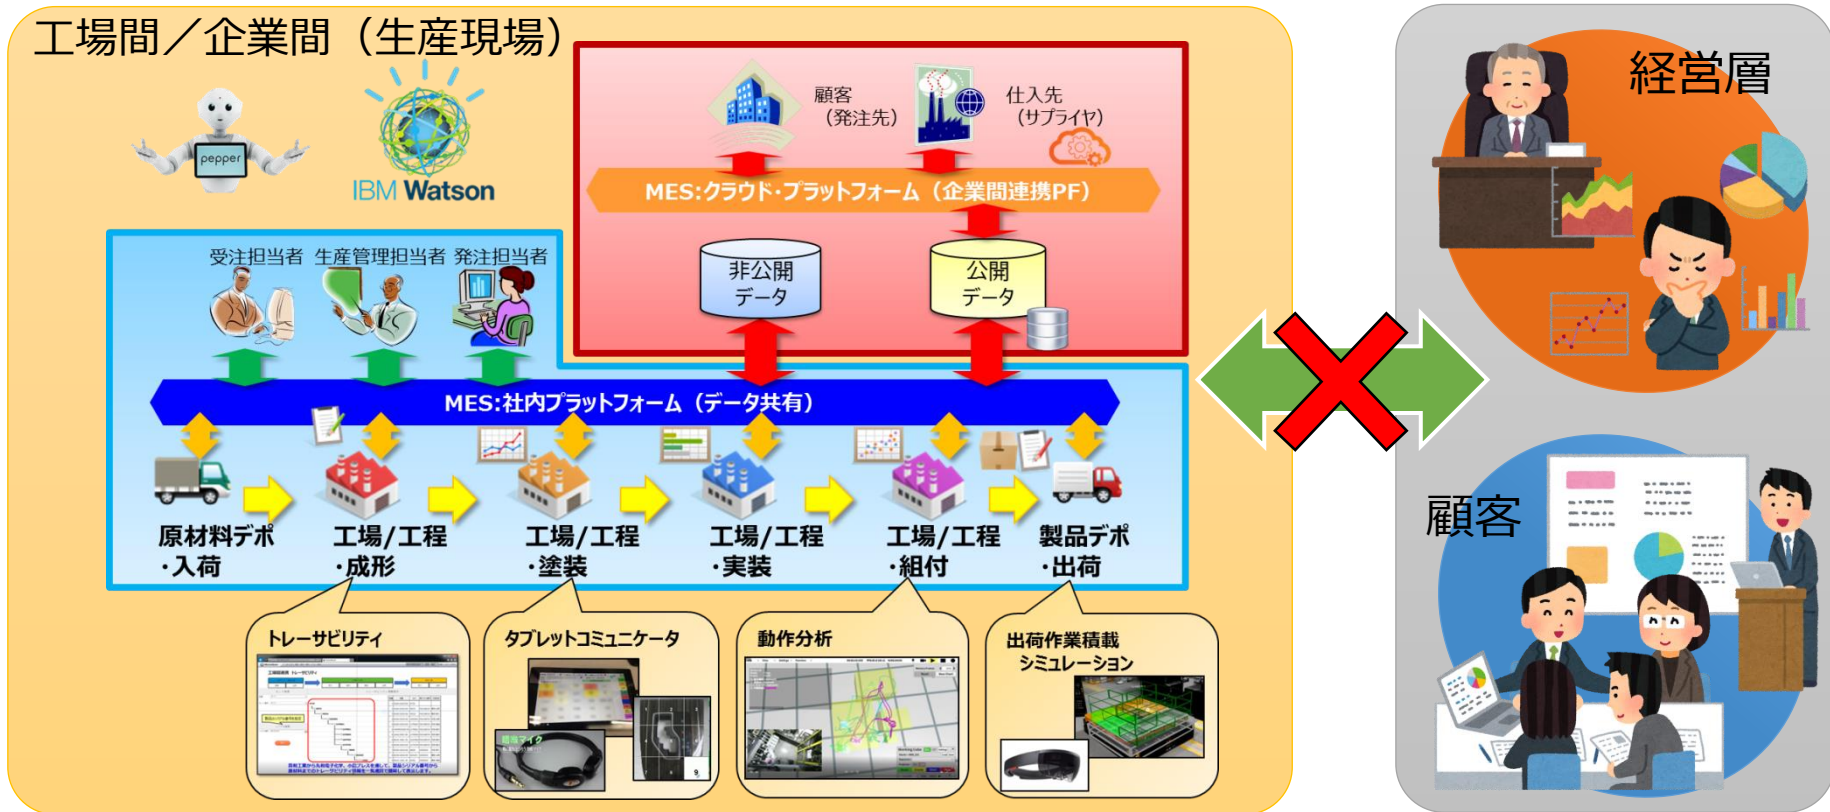 工場間／企業間（生産現場）
pepper
IBM Watson
顧客
（発注先）
仕入先
（サプライヤ）
MES:クラウド・プラットフォーム（企業間連携PF）
受注担当者
生産管理担当者
発注担当者
非公開
データ
公開
データ
MES:社内プラットフォーム（データ共有）
原材料デポ
・入荷
工場/工程
・成形
工場/工程
・塗装
工場/工程
・実装
工場/工程
・組付
製品デポ
・出荷
トレーサビリティ
タブレットコミュニケータ
動作分析
出荷作業積載
シミュレーション
経営層
顧客